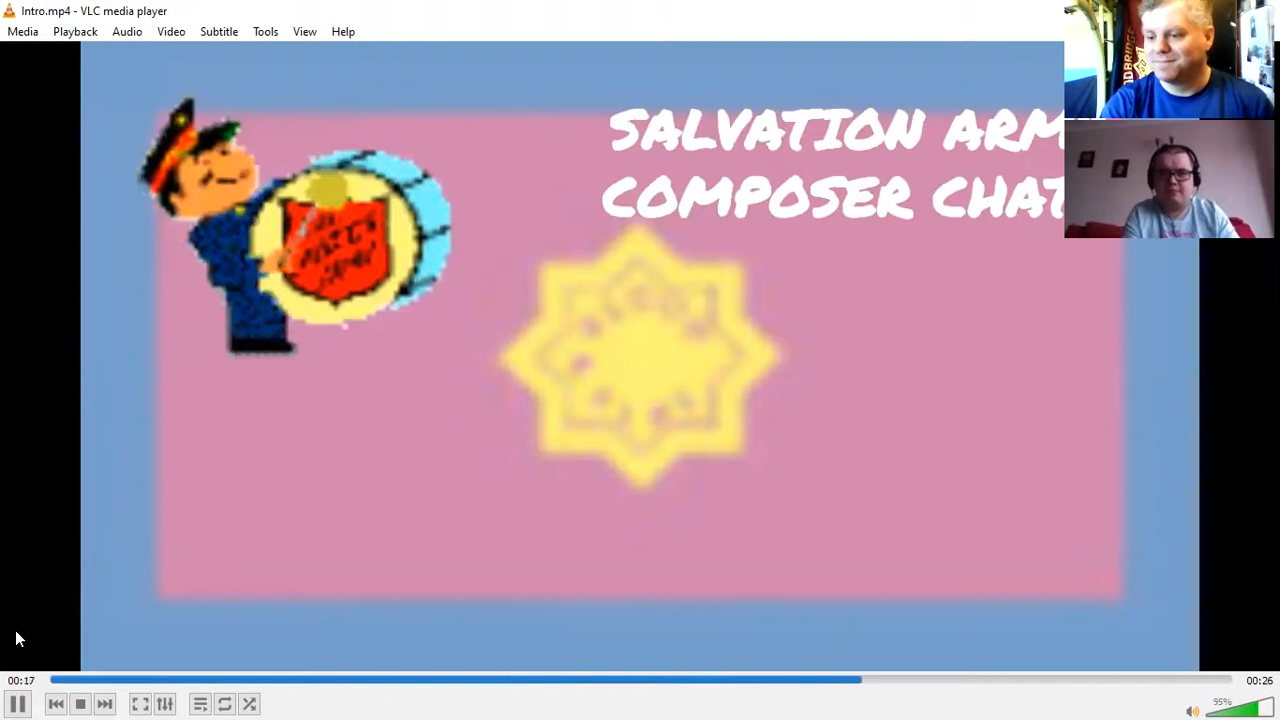 Intro.mp4 - VLC media player
Media Playback Audio Video Subtitle Tools View Help
SALVATION ARM
COMPOSER CHAT
00:17
00:26
95%